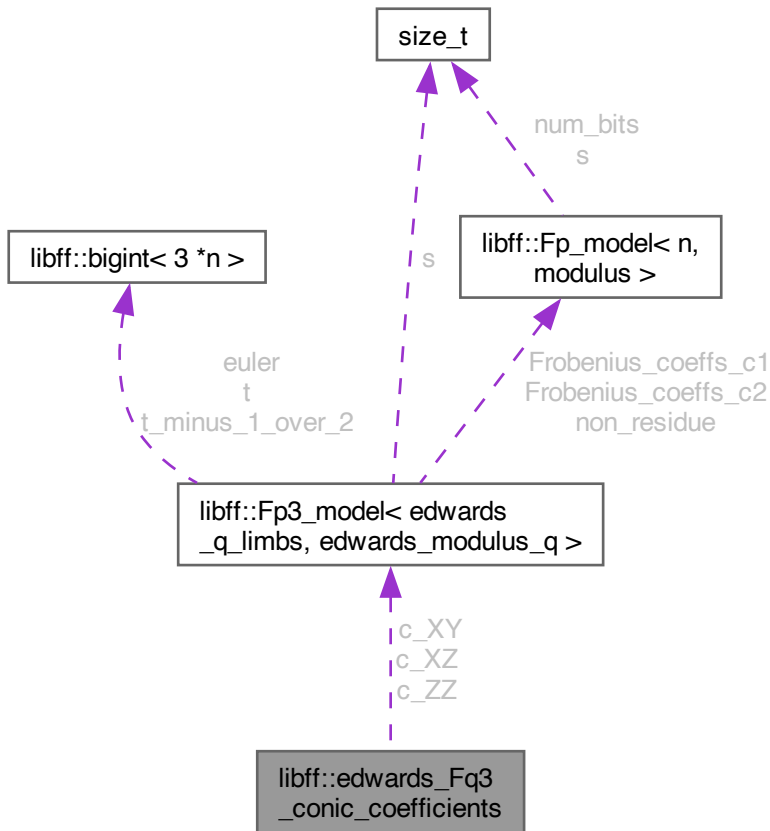 size_t
num_bits
s
libff::bigint< 3 *n >
s
libff::Fp_model< n,
modulus >
euler
t
t_minus_1_over_2
Frobenius_coeffs_c1
Frobenius_coeffs_c2
non_residue
libff::Fp3_model< edwards
_q_limbs, edwards_modulus_q >
c_XY
c_XZ
c_ZZ
libff::edwards_Fq3
_conic_coefficients